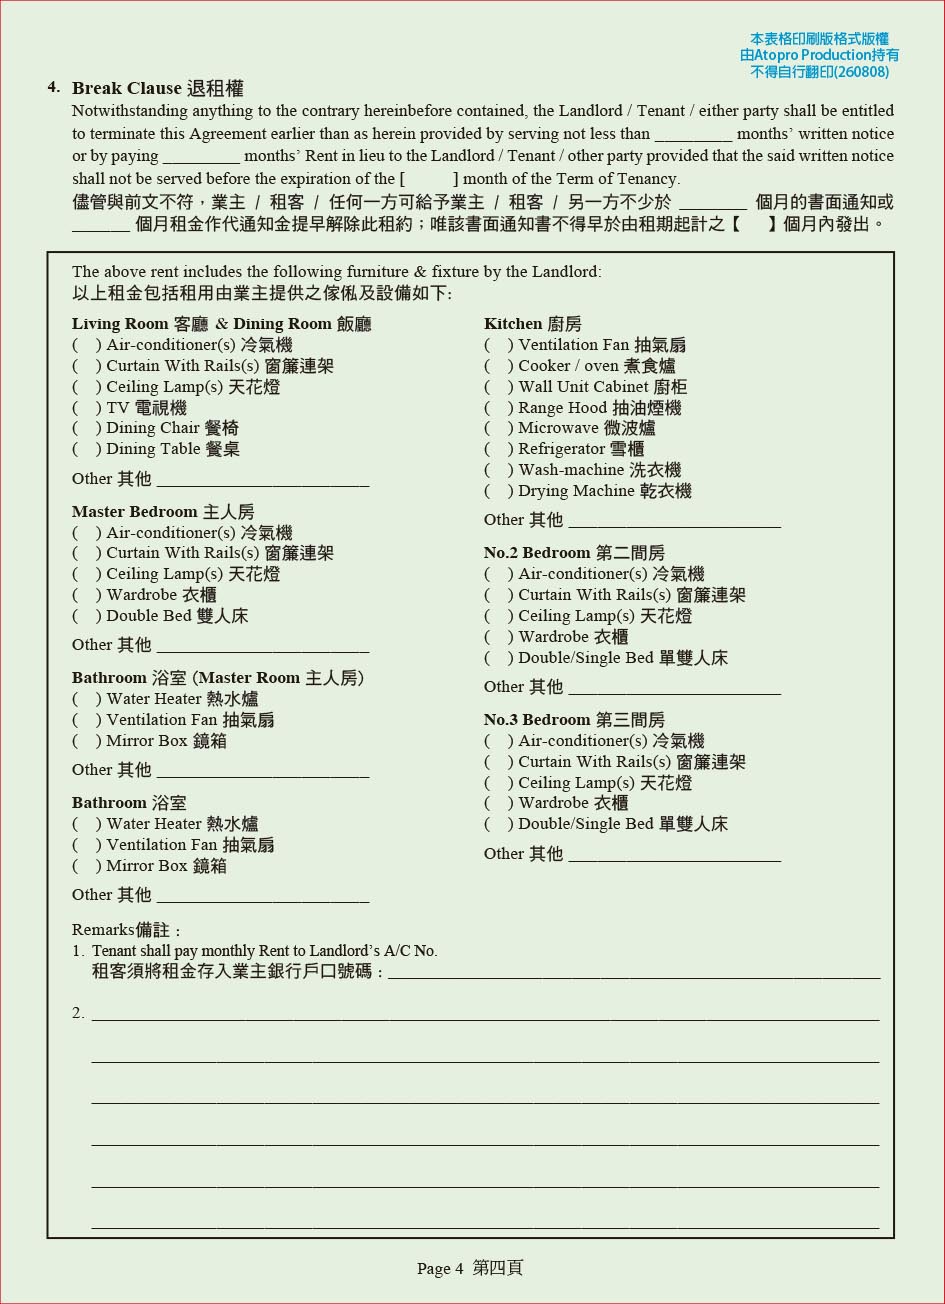 本表格印刷版格式版權
由Atopro Production持有
不得自行翻印(260808)
4. Break Clause 退租權
Notwithstanding anything to the contrary hereinbefore contained, the Landlord / Tenant / either party shall be entitled
to terminate this Agreement earlier than as herein provided by serving not less than ________ months’ written notice
or by paying ________ months’ Rent in lieu to the Landlord / Tenant / other party provided that the said written notice
shall not be served before the expiration of the [ ] month of the Term of Tenancy.
儘管與前文不符，業主 / 租客 / 任何一方可給予業主 / 租客 / 另一方不少於 _______ 個月的書面通知或
______ 個月租金作代通知金提早解除此租約；唯該書面通知書不得早於由租期起計之【 】個月內發出。
The above rent includes the following furniture & fixture by the Landlord:
以上租金包括租用由業主提供之傢俬及設備如下:
Living Room 客廳 & Dining Room 飯廳
( ) Air-conditioner(s) 冷氣機
( ) Curtain With Rails(s) 窗簾連架
( ) Ceiling Lamp(s) 天花燈
( ) TV 電視機
( ) Dining Chair 餐椅
( ) Dining Table 餐桌
Other 其他 ______________________
Master Bedroom 主人房
( ) Air-conditioner(s) 冷氣機
( ) Curtain With Rails(s) 窗簾連架
( ) Ceiling Lamp(s) 天花燈
( ) Wardrobe 衣櫃
( ) Double Bed 雙人床
Other 其他 ______________________
Bathroom 浴室 (Master Room 主人房)
( ) Water Heater 熱水爐
( ) Ventilation Fan 抽氣扇
( ) Mirror Box 鏡箱
Other 其他 ______________________
Bathroom 浴室
( ) Water Heater 熱水爐
( ) Ventilation Fan 抽氣扇
( ) Mirror Box 鏡箱
Other 其他 ______________________
Kitchen 廚房
( ) Ventilation Fan 抽氣扇
( ) Cooker / oven 煮食爐
( ) Wall Unit Cabinet 廚柜
( ) Range Hood 抽油煙機
( ) Microwave 微波爐
( ) Refrigerator 雪櫃
( ) Wash-machine 洗衣機
( ) Drying Machine 乾衣機
Other 其他 ______________________
No.2 Bedroom 第二間房
( ) Air-conditioner(s) 冷氣機
( ) Curtain With Rails(s) 窗簾連架
( ) Ceiling Lamp(s) 天花燈
( ) Wardrobe 衣櫃
( ) Double/Single Bed 單雙人床
Other 其他 ______________________
No.3 Bedroom 第三間房
( ) Air-conditioner(s) 冷氣機
( ) Curtain With Rails(s) 窗簾連架
( ) Ceiling Lamp(s) 天花燈
( ) Wardrobe 衣櫃
( ) Double/Single Bed 單雙人床
Other 其他 ______________________
Remarks備註：
1. Tenant shall pay monthly Rent to Landlord’s A/C No.
租客須將租金存入業主銀行戶口號碼：______________________
2. ______________________
Page 4 第四頁